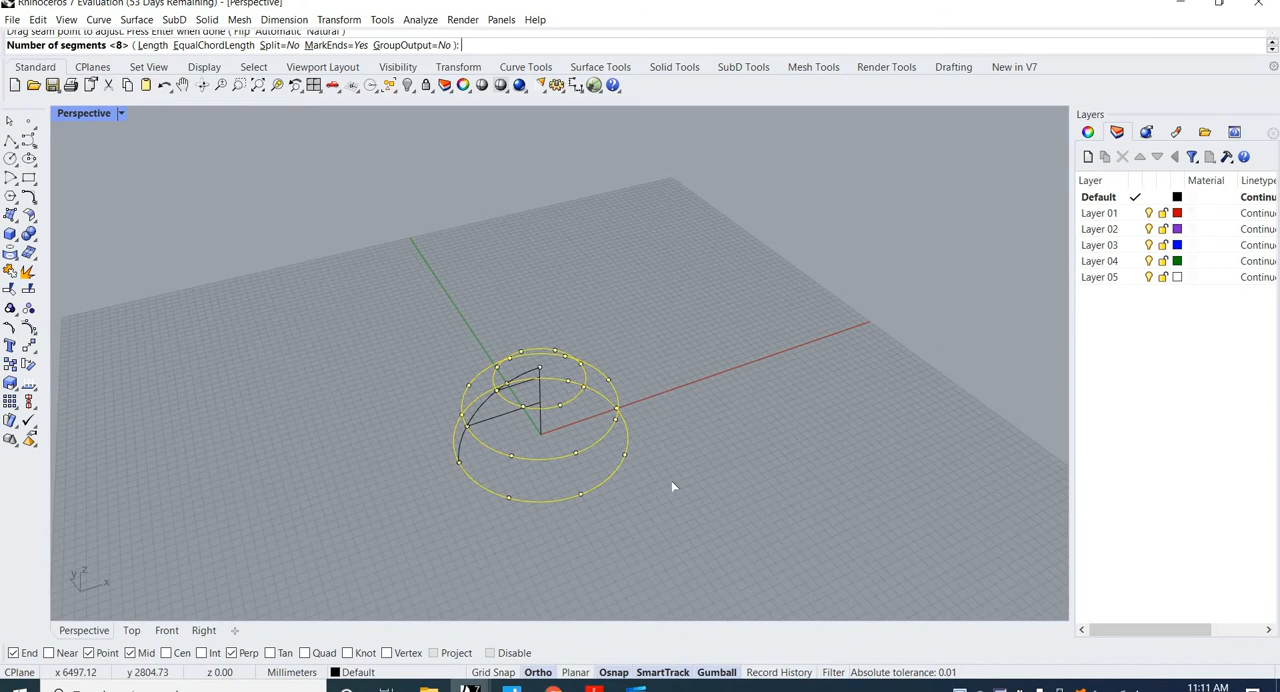 Rhinoceros 7 Evaluation (53 Days Remaining) - [Perspective]
File Edit View Curve Surface SubD Solid Mesh Dimension Transform Tools Analyze Render Panels Help
Drag seam point to adjust. Press Enter when done ( Flip Automatic Natural )
Number of segments <8> ( Length EqualChordLength Split=No MarkEnds=Yes GroupOutput=No ):
Standard CPlanes Set View Display Select Viewport Layout Visibility Transform Curve Tools Surface Tools Solid Tools SubD Tools Mesh Tools Render Tools Drafting New in V7
Perspective
Layers
Layer Material Linetype
Default Continu
Layer 01 Continu
Layer 02 Continu
Layer 03 Continu
Layer 04 Continu
Layer 05 Continu
z
y
x
Perspective Top Front Right
End Near Point Mid Cen Int Perp Tan Quad Knot Vertex Project Disable
CPlane x 6497.12 y 2804.73 z 0.00 Millimeters Default Grid Snap Ortho Planar Osnap SmartTrack Gumball Record History Filter Absolute tolerance: 0.01
11:11 AM